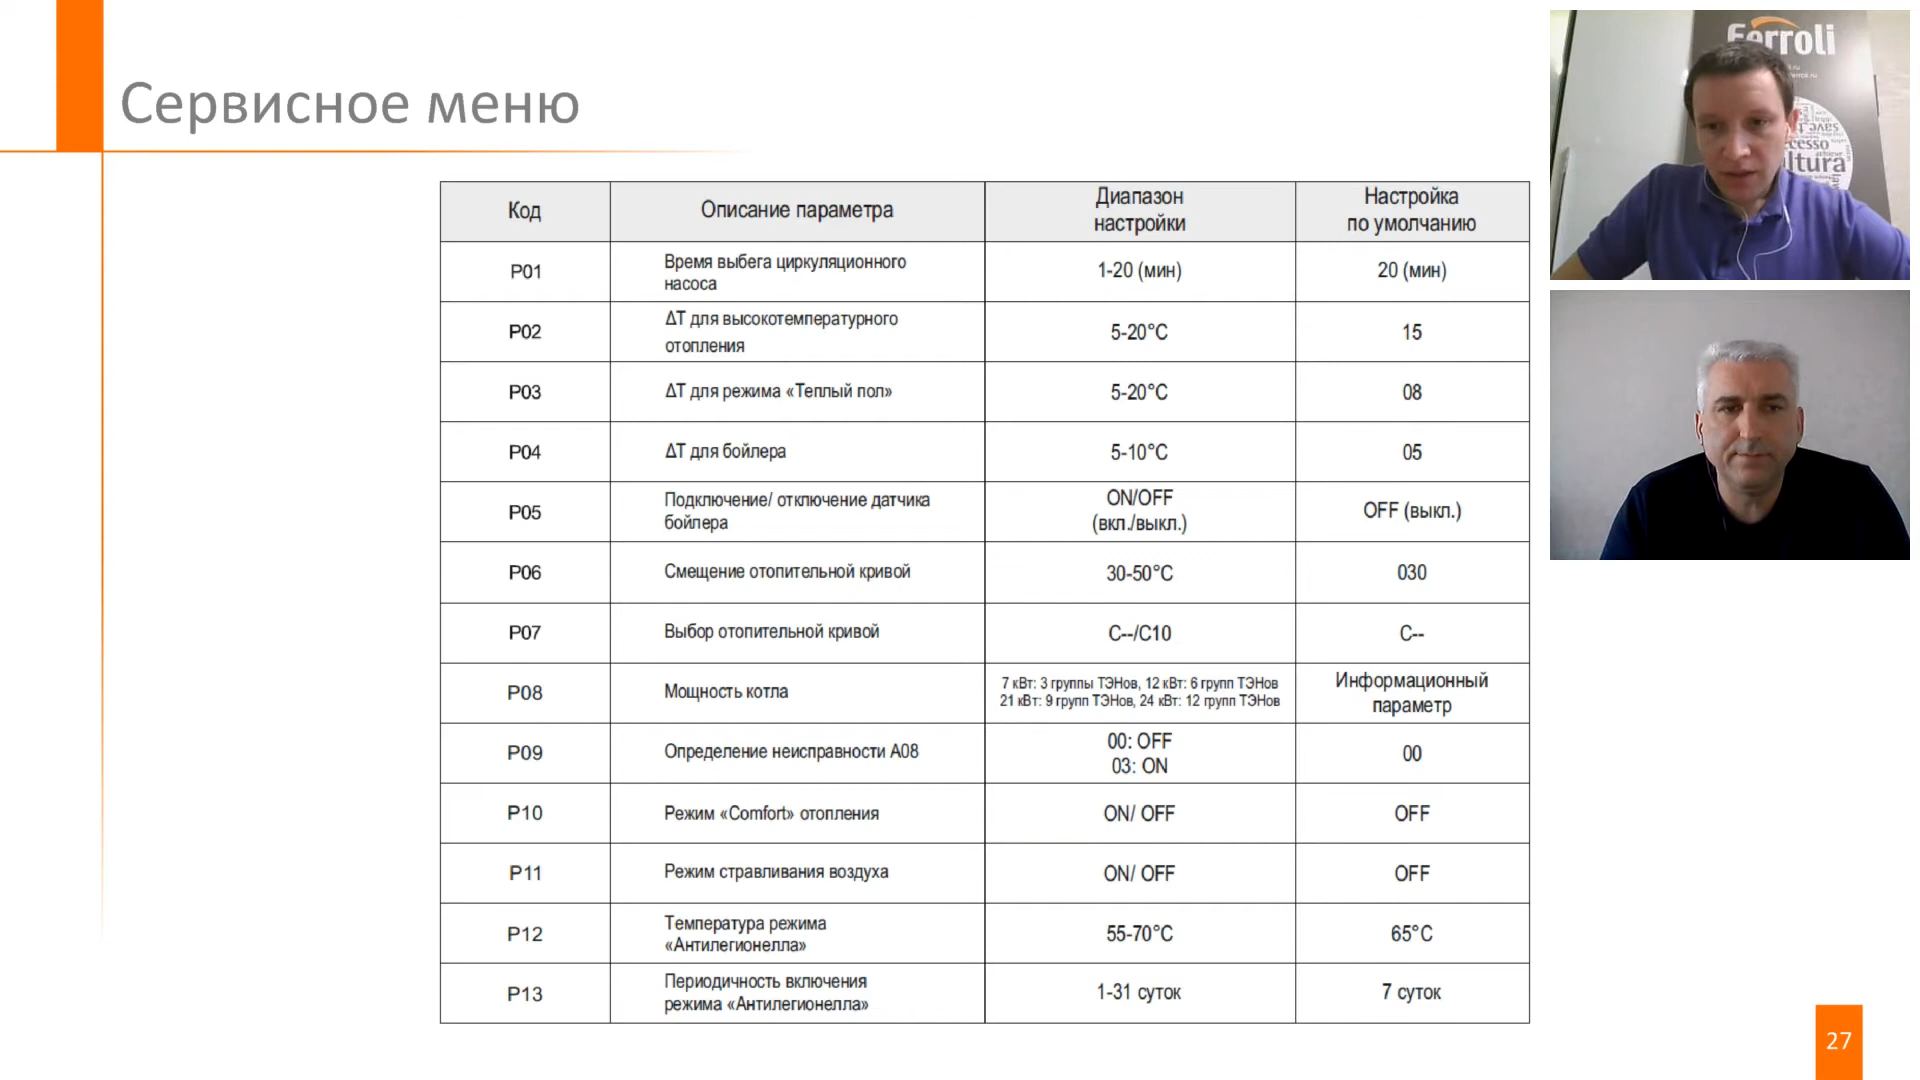 Сервисное меню
Код
Описание параметра
Диапазон
настройки
Настройка
по умолчанию
P01
Время выбега циркуляционного
насоса
1-20 (мин)
20 (мин)
P02
ΔT для высокотемпературного
отопления
5-20°C
15
P03
ΔT для режима «Теплый пол»
5-20°C
08
P04
ΔT для бойлера
5-10°C
05
P05
Подключение/ отключение датчика
бойлера
ON/OFF
(вкл./выкл.)
OFF (выкл.)
P06
Смещение отопительной кривой
30-50°C
030
P07
Выбор отопительной кривой
C--/C10
C--
P08
Мощность котла
7 кВт: 3 группы ТЭНов, 12 кВт: 6 групп ТЭНов
21 кВт: 9 групп ТЭНов, 24 кВт: 12 групп ТЭНов
Информационный
параметр
P09
Определение неисправности A08
00: OFF
03: ON
00
P10
Режим «Comfort» отопления
ON/ OFF
OFF
P11
Режим стравливания воздуха
ON/ OFF
OFF
P12
Температура режима
«Антилегионелла»
55-70°C
65°C
P13
Периодичность включения
режима «Антилегионелла»
1-31 суток
7 суток
27
Ferroli